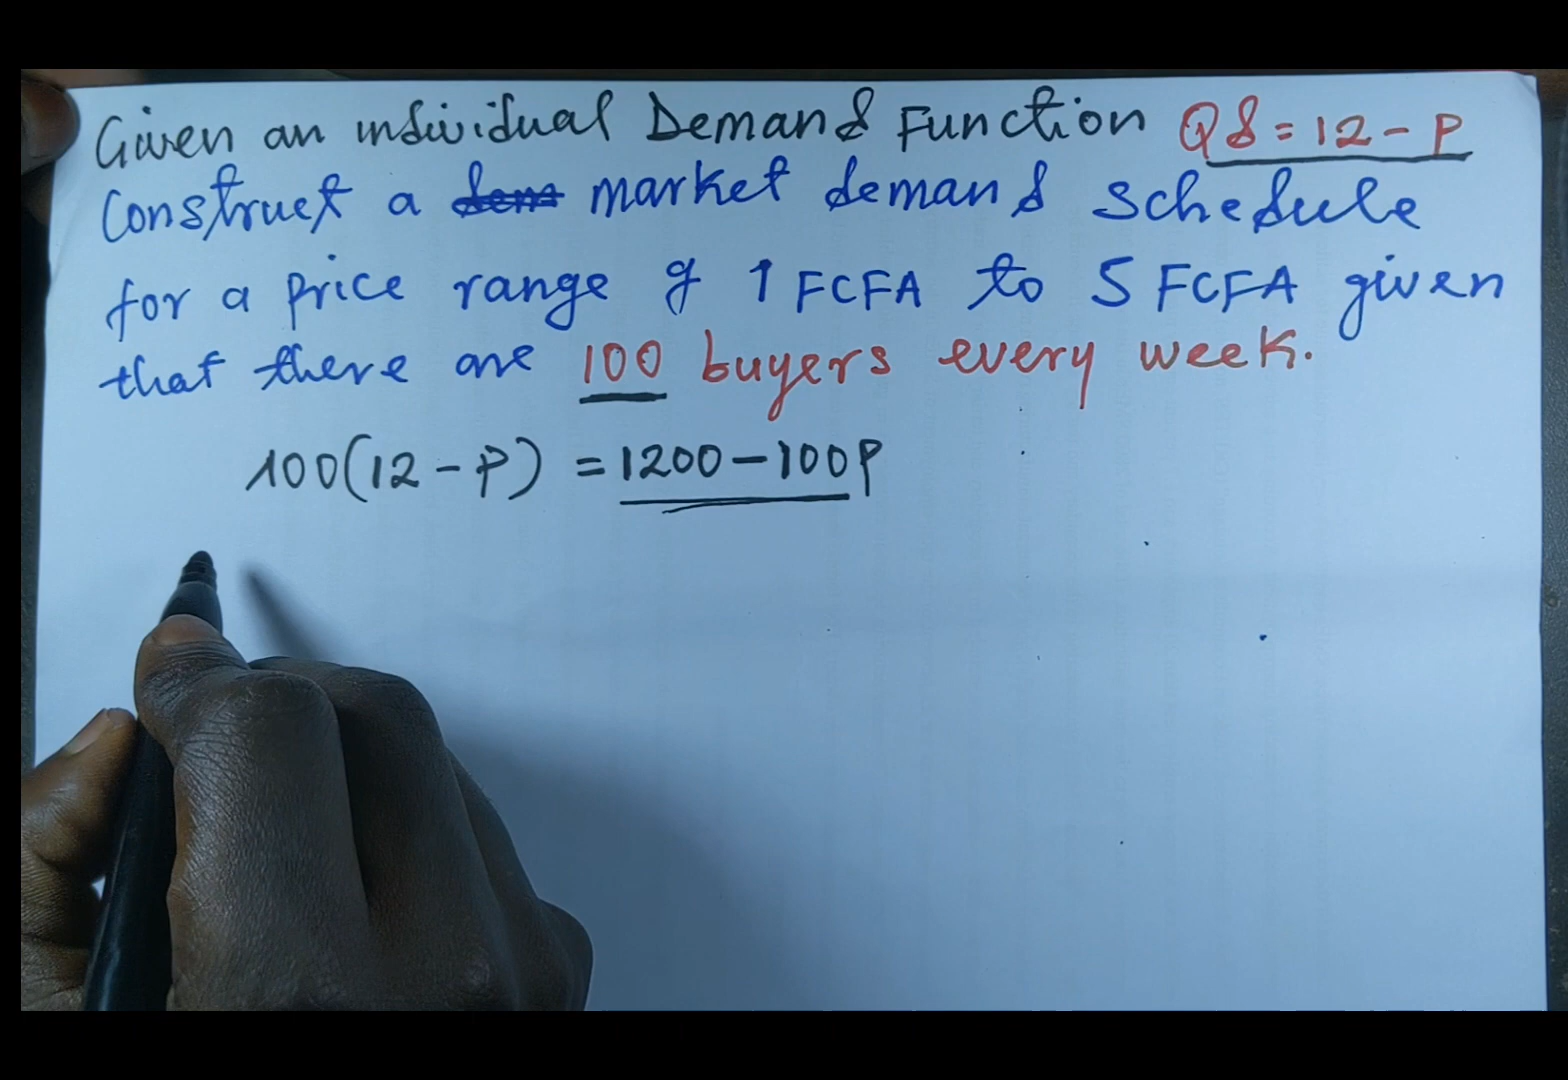 Given an individual Demand Function Qd = 12 - P
Construct a dem market demand schedule
for a price range of 1 FCFA to 5 FCFA given
that there are 100 buyers every week.
100(12 - P) = 1200 - 100P